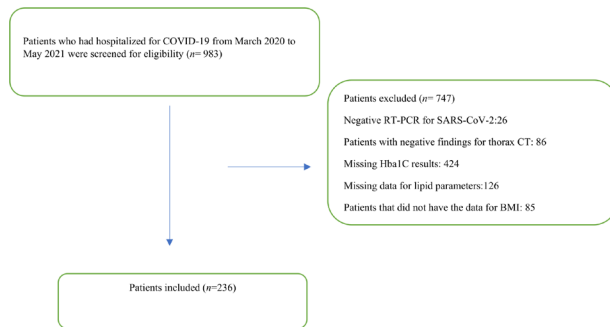 Patients who had hospitalized for COVID-19 from March 2020 to
May 2021 were screened for eligibility (n= 983)
Patients excluded (n= 747)
Negative RT-PCR for SARS-CoV-2:26
Patients with negative findings for thorax CT: 86
Missing Hba1C results: 424
Missing data for lipid parameters:126
Patients that did not have the data for BMI: 85
Patients included (n=236)